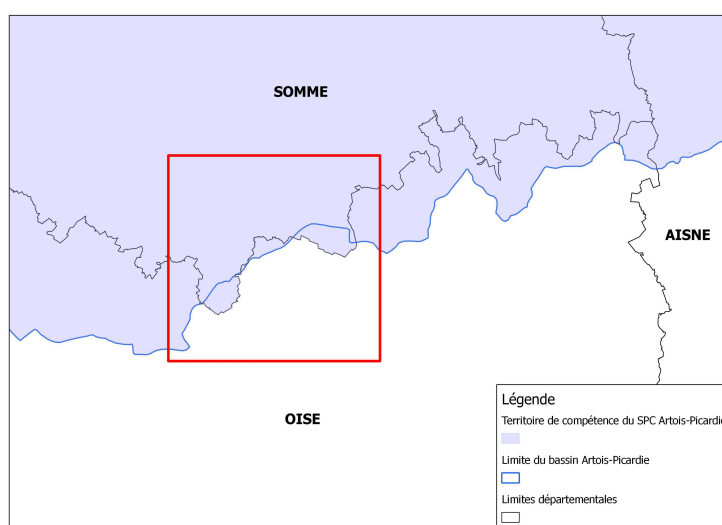 SOMME
AISNE
OISE
Légende
Territoire de compétence du SPC Artois-Picardie
Limite du bassin Artois-Picardie
Limites départementales